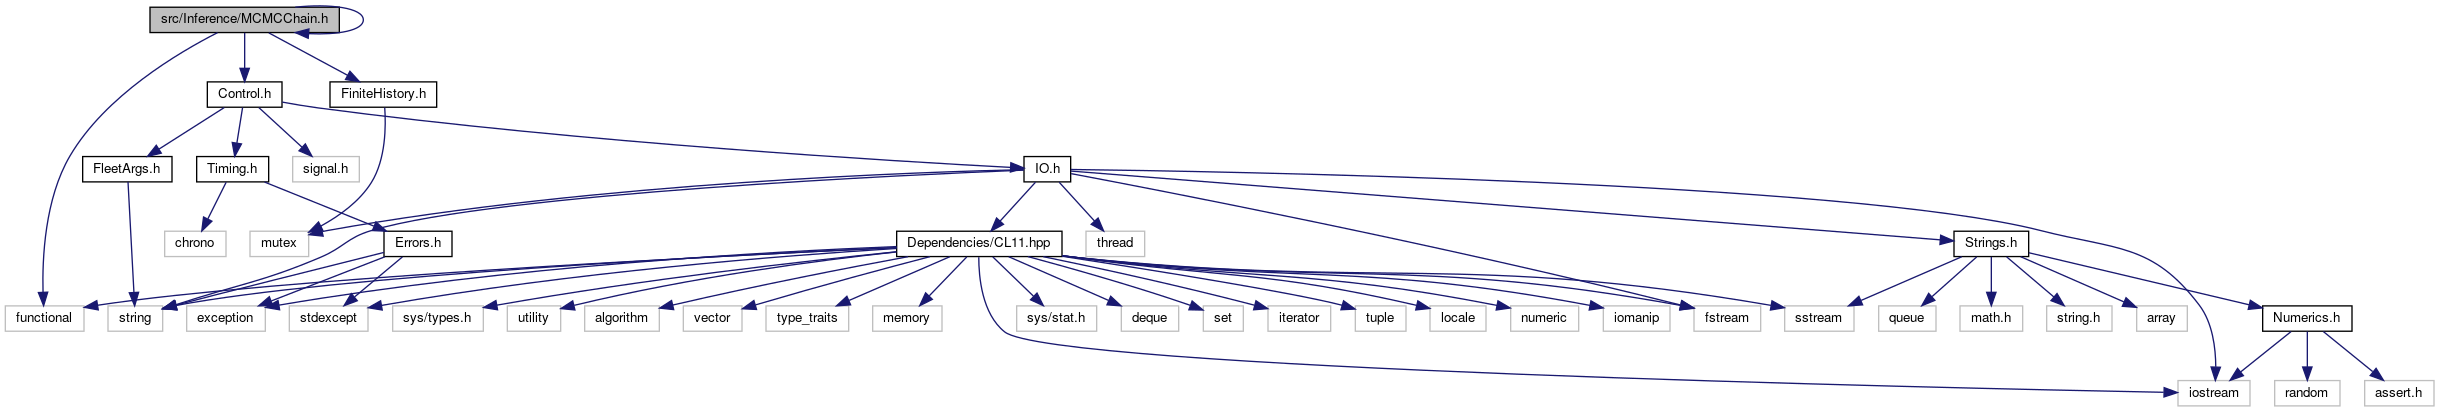 src/Inference/MCMCChain.h
Control.h
FiniteHistory.h
FleetArgs.h
Timing.h
signal.h
IO.h
chrono
mutex
Errors.h
Dependencies/CL11.hpp
thread
Strings.h
functional
string
exception
stdexcept
sys/types.h
utility
algorithm
vector
type_traits
memory
sys/stat.h
deque
set
iterator
tuple
locale
numeric
iomanip
fstream
sstream
queue
math.h
string.h
array
Numerics.h
iostream
random
assert.h